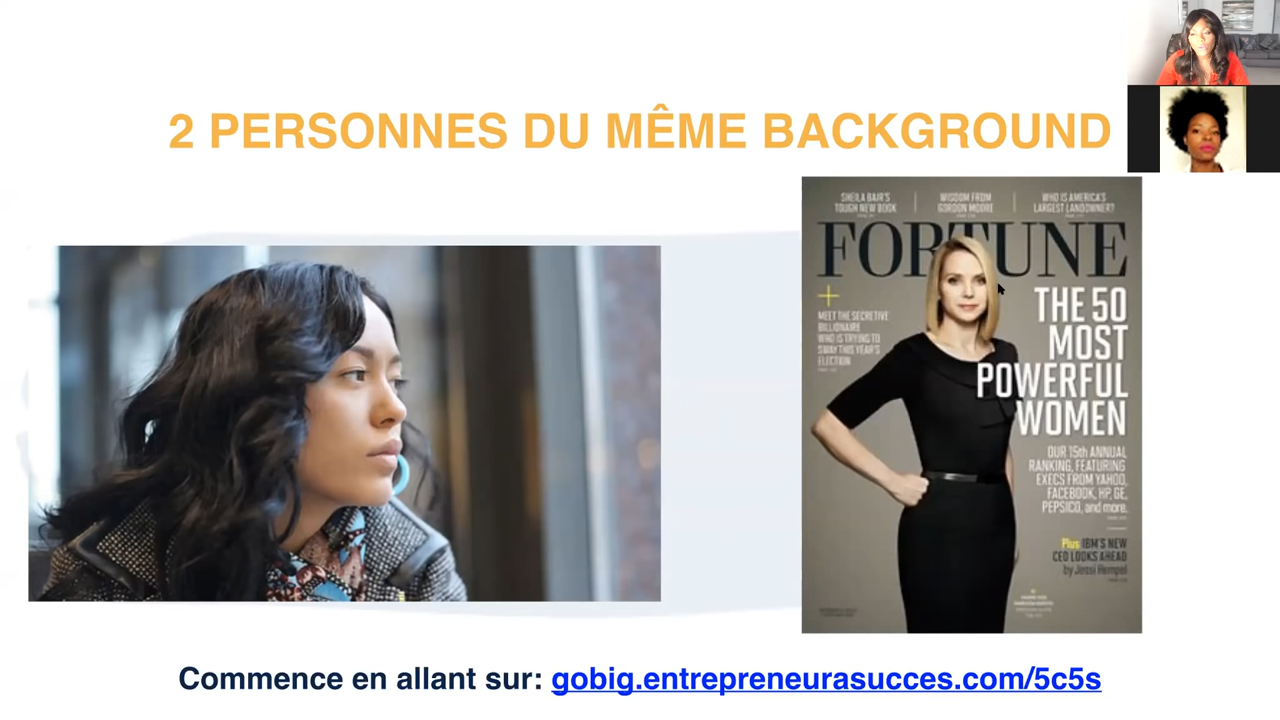 2 PERSONNES DU MÊME BACKGROUND
SHEILA BAIR'S
TOUGH NEW BOOK
WISDOM FROM
GORDON MOORE
WHO IS AMERICA'S
LARGEST LANDOWNER?
FORTUNE
+
MEET THE SECRETIVE
BILLIONAIRE
WHO IS TRYING TO
SWAY THIS YEAR'S
ELECTION
THE 50
MOST
POWERFUL
WOMEN
OUR 15th ANNUAL
RANKING, FEATURING
EXECS FROM YAHOO,
FACEBOOK, HP, GE,
PEPSICO, and more.
Plus IBM'S NEW
CEO LOOKS AHEAD
by Jessi Hempel
Commence en allant sur: gobig.entrepreneurasucces.com/5c5s